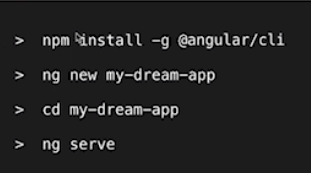 > npm install -g @angular/cli
> ng new my-dream-app
> cd my-dream-app
> ng serve